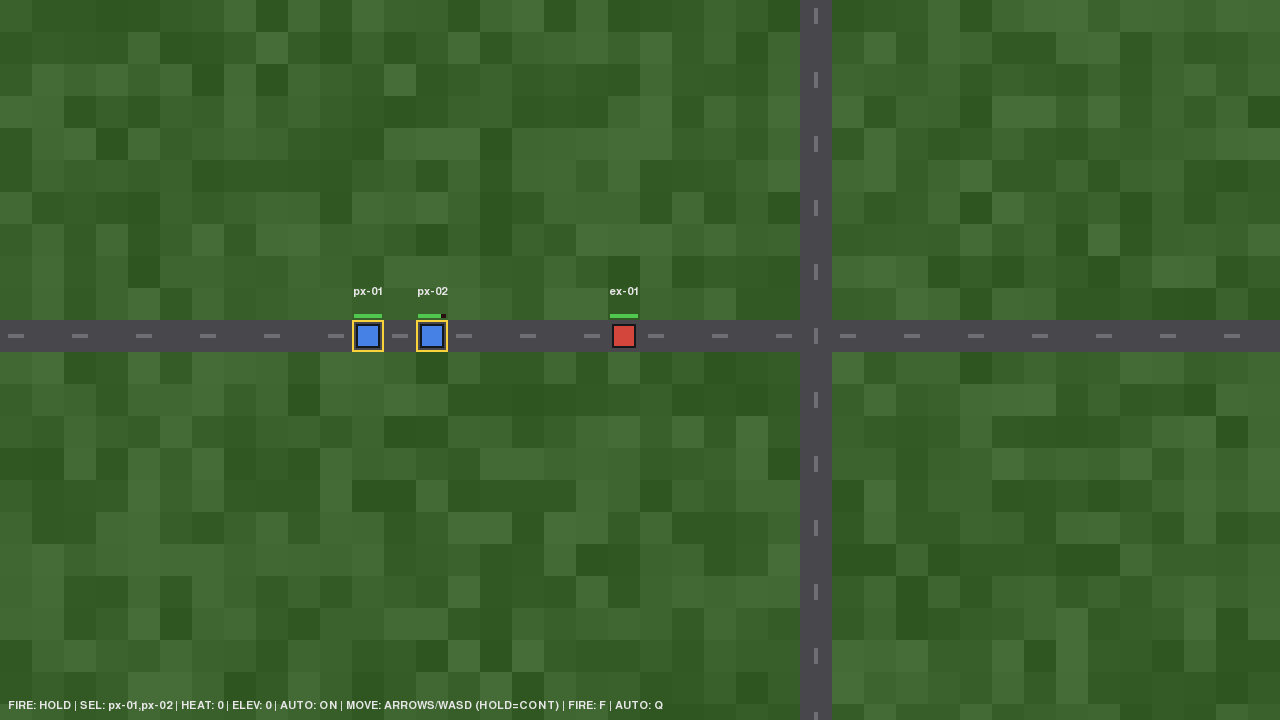 px-01 px-02 ex-01
FIRE: HOLD | SEL: px-01,px-02 | HEAT: 0 | ELEV: 0 | AUTO: ON | MOVE: ARROWS/WASD (HOLD=CONT) | FIRE: F | AUTO: Q